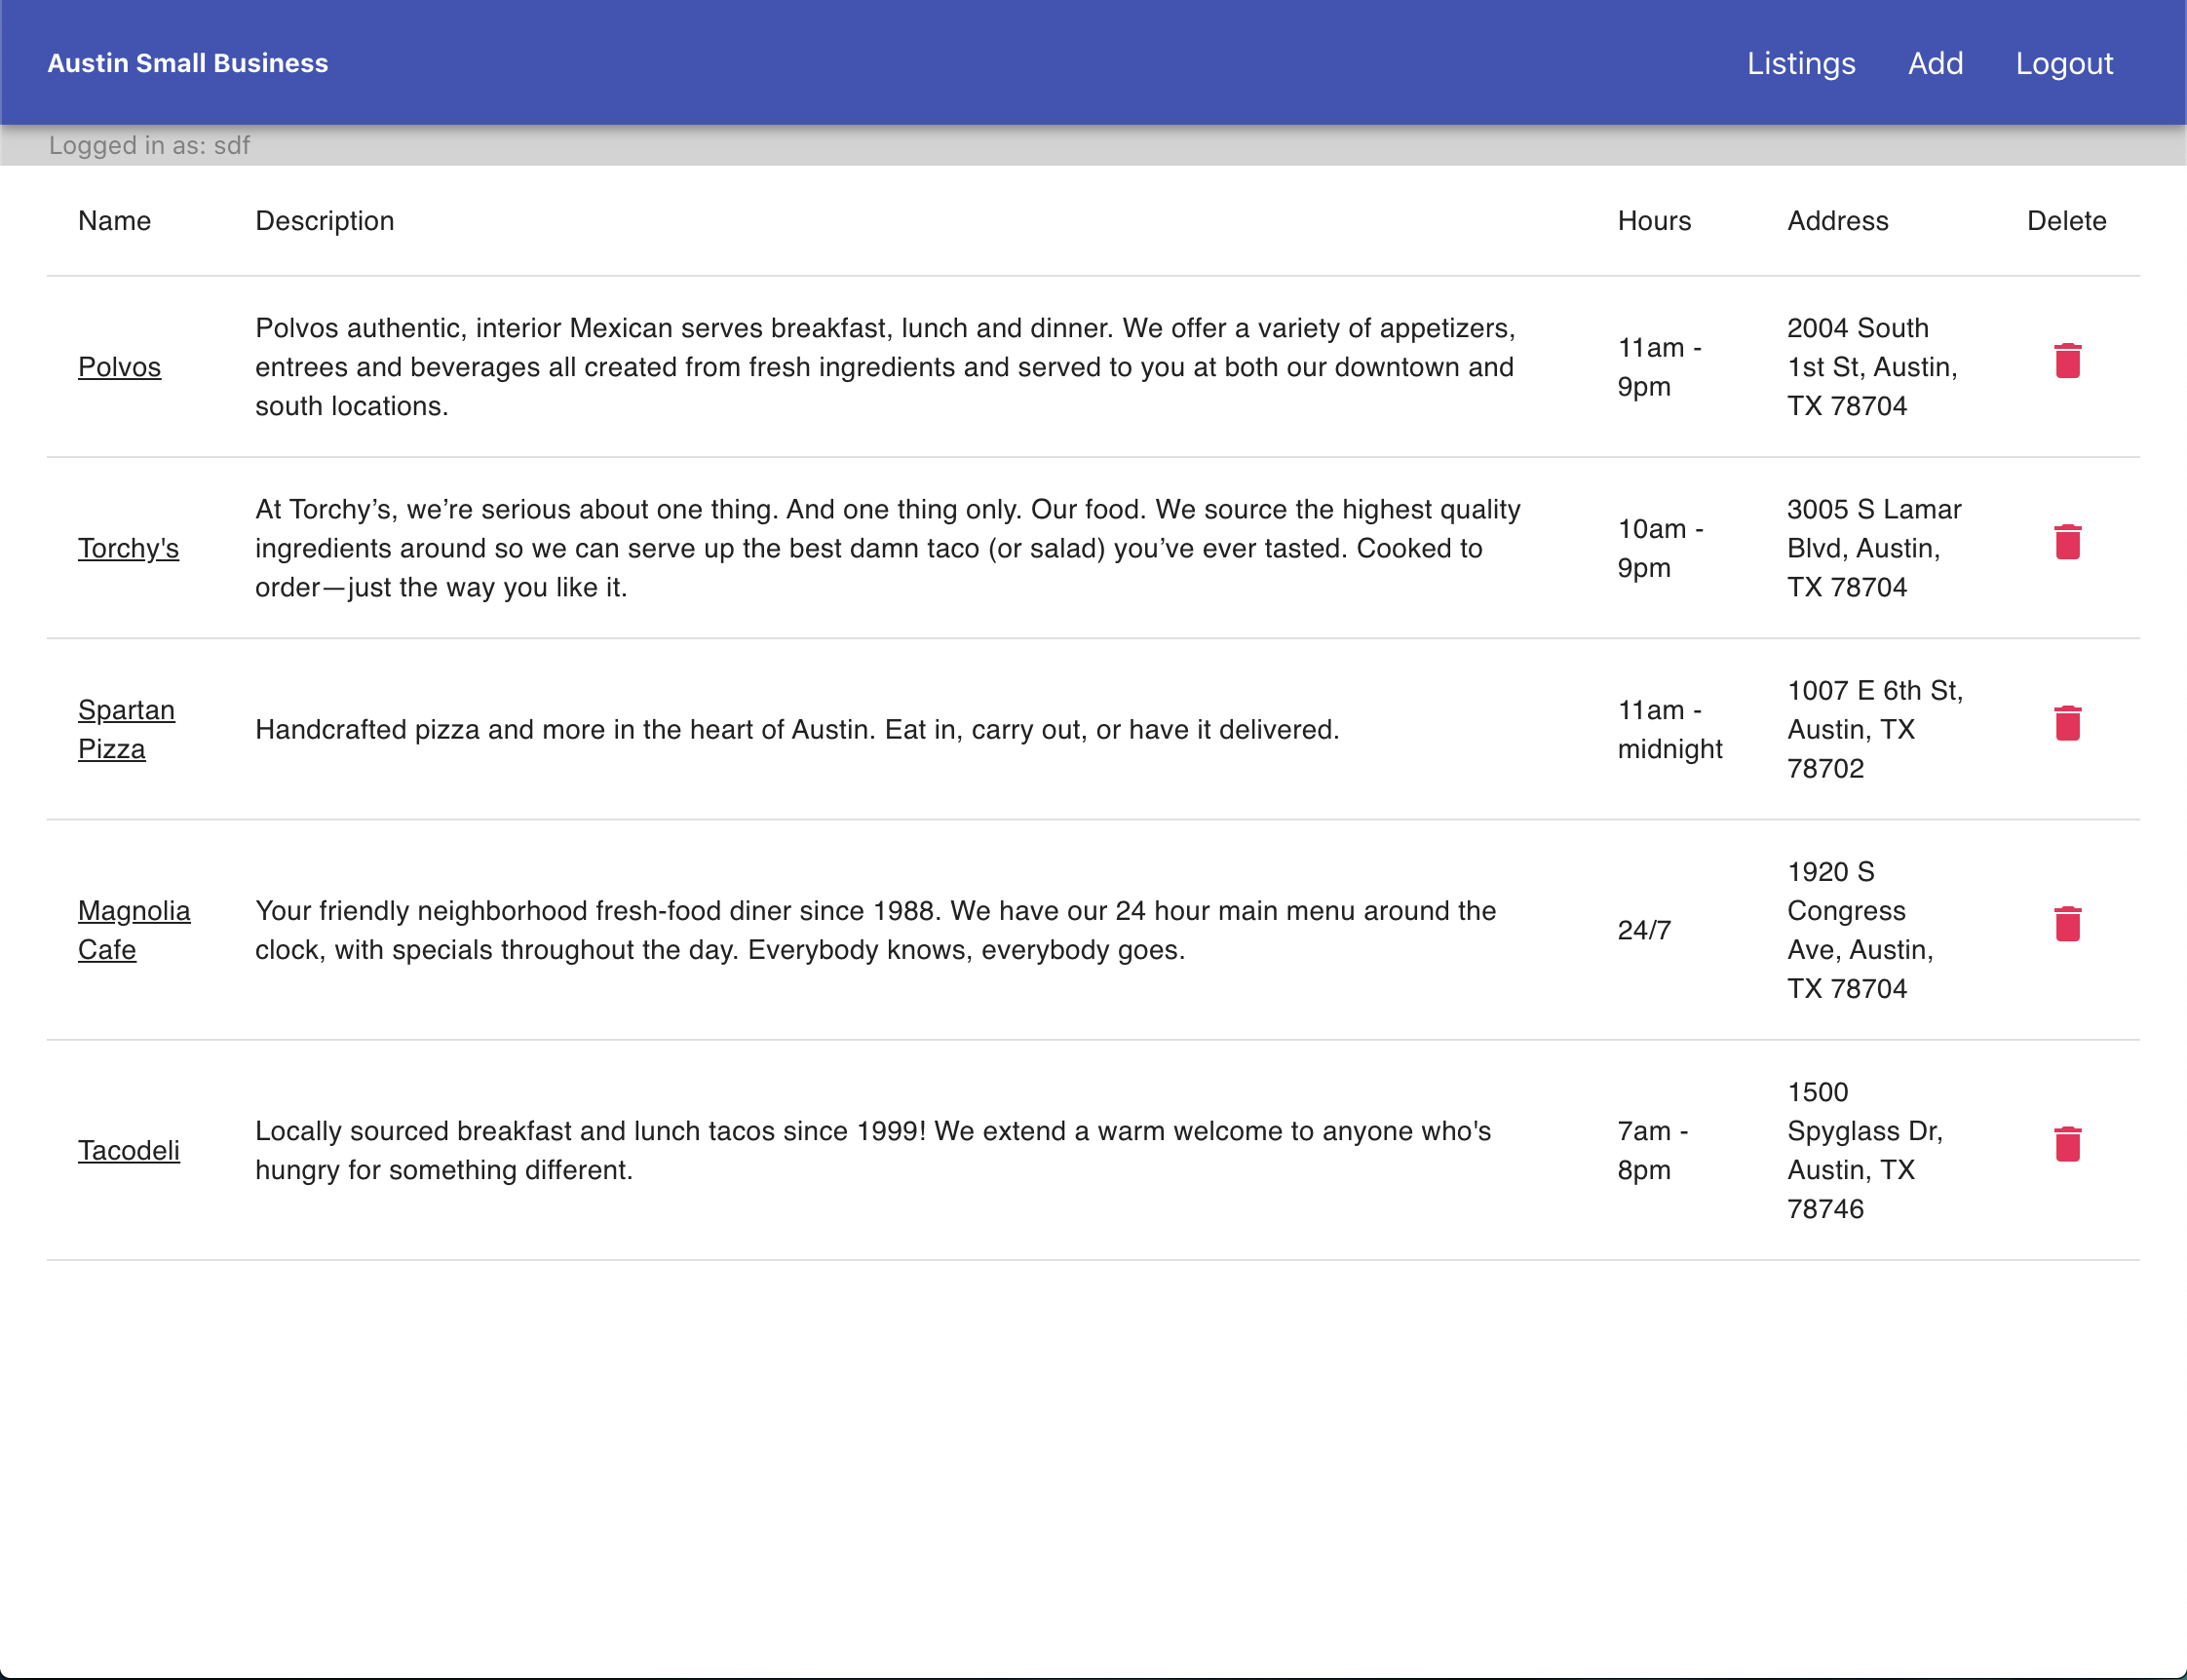 Austin Small Business
Listings
Add
Logout
Logged in as: sdf
Name
Description
Hours
Address
Delete
Polvos
Polvos authentic, interior Mexican serves breakfast, lunch and dinner. We offer a variety of appetizers,
entrees and beverages all created from fresh ingredients and served to you at both our downtown and
south locations.
11am -
9pm
2004 South
1st St, Austin,
TX 78704
Torchy's
At Torchy’s, we’re serious about one thing. And one thing only. Our food. We source the highest quality
ingredients around so we can serve up the best damn taco (or salad) you’ve ever tasted. Cooked to
order—just the way you like it.
10am -
9pm
3005 S Lamar
Blvd, Austin,
TX 78704
Spartan
Pizza
Handcrafted pizza and more in the heart of Austin. Eat in, carry out, or have it delivered.
11am -
midnight
1007 E 6th St,
Austin, TX
78702
Magnolia
Cafe
Your friendly neighborhood fresh-food diner since 1988. We have our 24 hour main menu around the
clock, with specials throughout the day. Everybody knows, everybody goes.
24/7
1920 S
Congress
Ave, Austin,
TX 78704
Tacodeli
Locally sourced breakfast and lunch tacos since 1999! We extend a warm welcome to anyone who's
hungry for something different.
7am -
8pm
1500
Spyglass Dr,
Austin, TX
78746